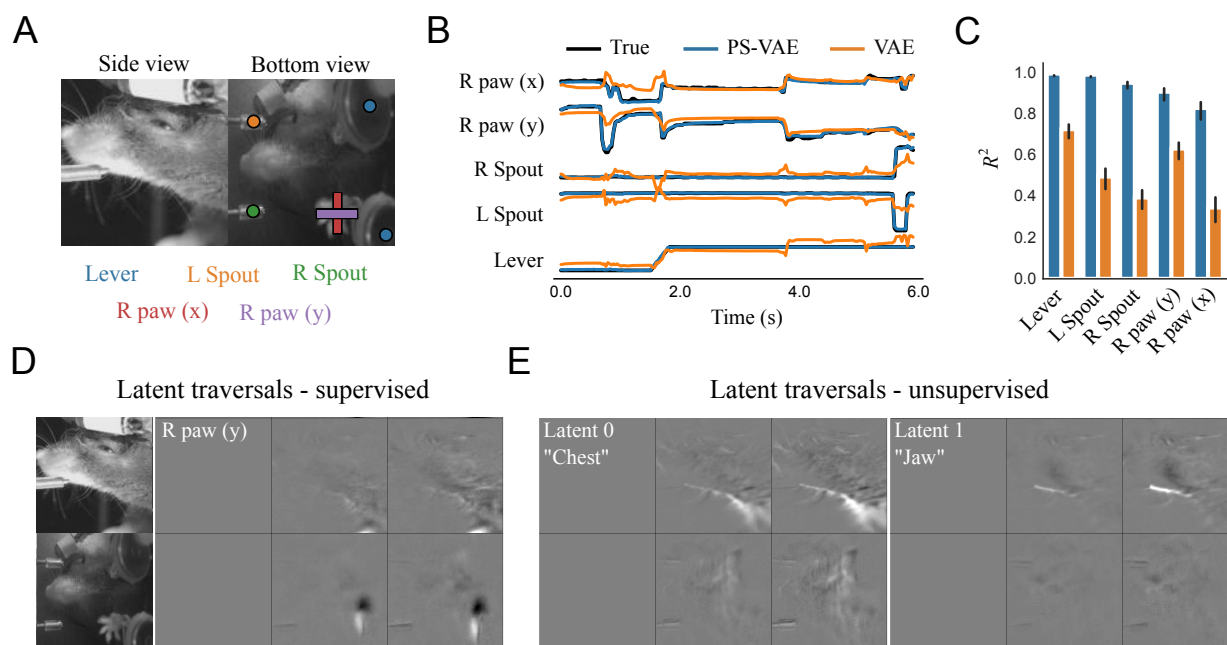 A
Side view
Bottom view
Lever
L Spout
R Spout
R paw (x)
R paw (y)
B
True
PS-VAE
VAE
R paw (x)
R paw (y)
R Spout
L Spout
Lever
0.0
2.0
4.0
6.0
Time (s)
C
R²
1.0
0.8
0.6
0.4
0.2
0.0
Lever
L Spout
R Spout
R paw (y)
R paw (x)
D
Latent traversals - supervised
R paw (y)
E
Latent traversals - unsupervised
Latent 0
"Chest"
Latent 1
"Jaw"